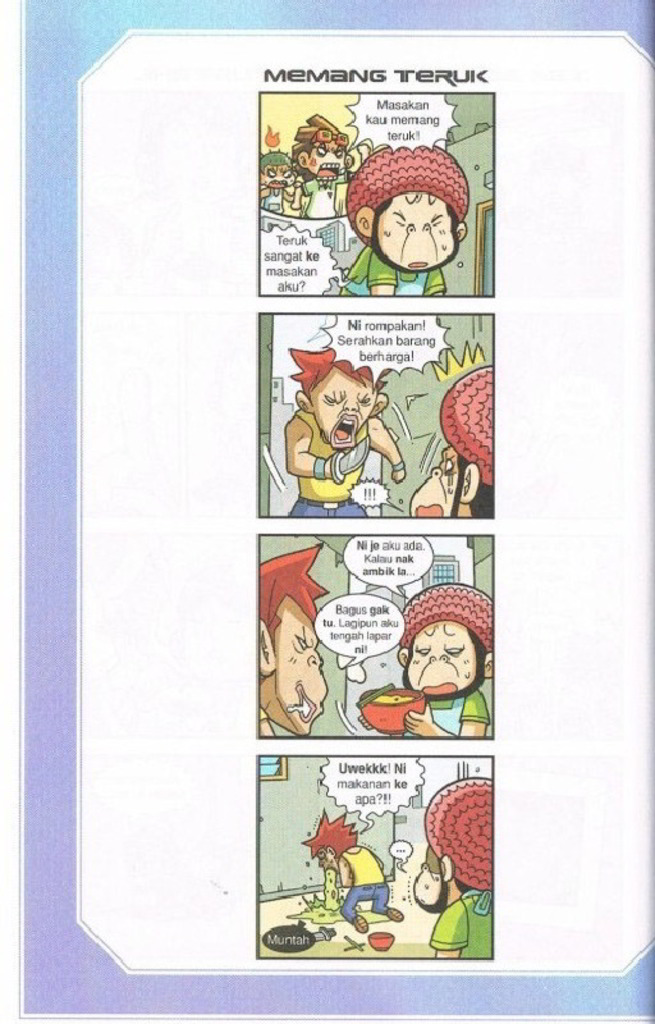 MEMANG TERUK
Masakan
kau memang
teruk!!
Teruk
sangat ke
masakan
aku?
Ni rompakan!
Serahkan barang
berharga!
!!!
Ni je aku ada.
Kalau nak
ambik la...
Bagus gak
tu. Lagipun aku
tengah lapar
ni!
Uwekkk! Ni
makanan ke
apa?!!
...
Muntah